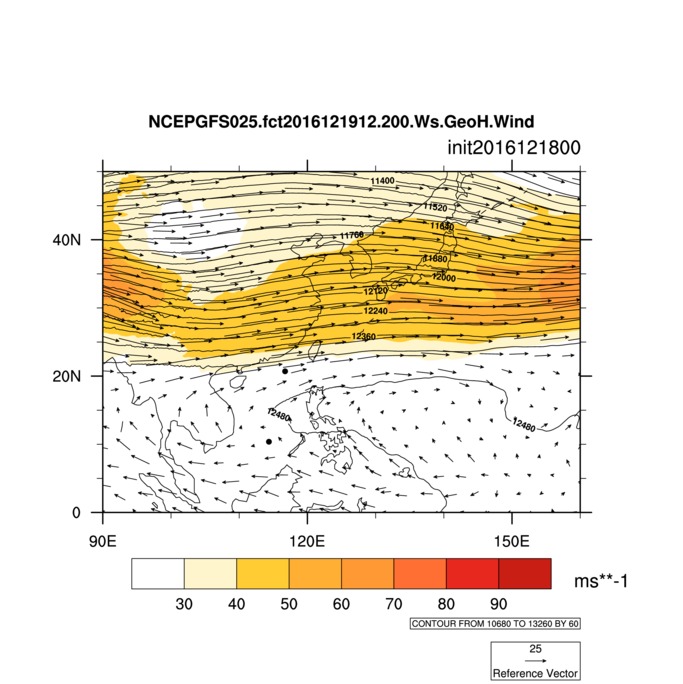 NCEPGFS025.fct2016121912.200.Ws.GeoH.Wind
init2016121800
11400
11520
11640
11760
11880
12000
12120
12240
12360
12480
12480
40N
20N
0
90E 120E 150E
30 40 50 60 70 80 90
ms**-1
CONTOUR FROM 10680 TO 13260 BY 60
25
Reference Vector